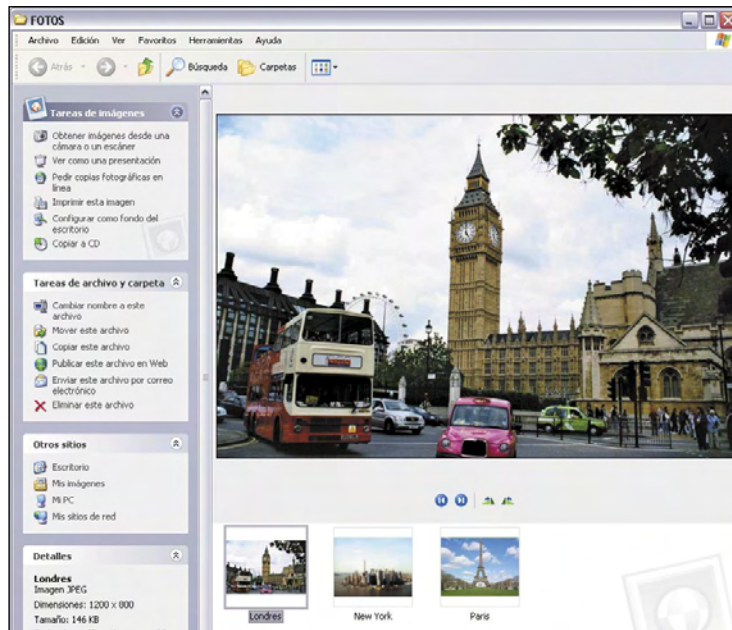 FOTOS
Archivo Edición Ver Favoritos Herramientas Ayuda
Atrás Búsqueda Carpetas
Tareas de imágenes
Obtener imágenes desde una
cámara o un escáner
Ver como una presentación
Pedir copias fotográficas en
línea
Imprimir esta imagen
Configurar como fondo del
escritorio
Copiar a CD
Tareas de archivo y carpeta
Cambiar nombre a este
archivo
Mover este archivo
Copiar este archivo
Publicar este archivo en Web
Enviar este archivo por correo
electrónico
Eliminar este archivo
Otros sitios
Escritorio
Mis imágenes
Mi PC
Mis sitios de red
Detalles
Londres
Imagen JPEG
Dimensiones: 1200 x 800
Tamaño: 146 KB
Londres
New York
Paris